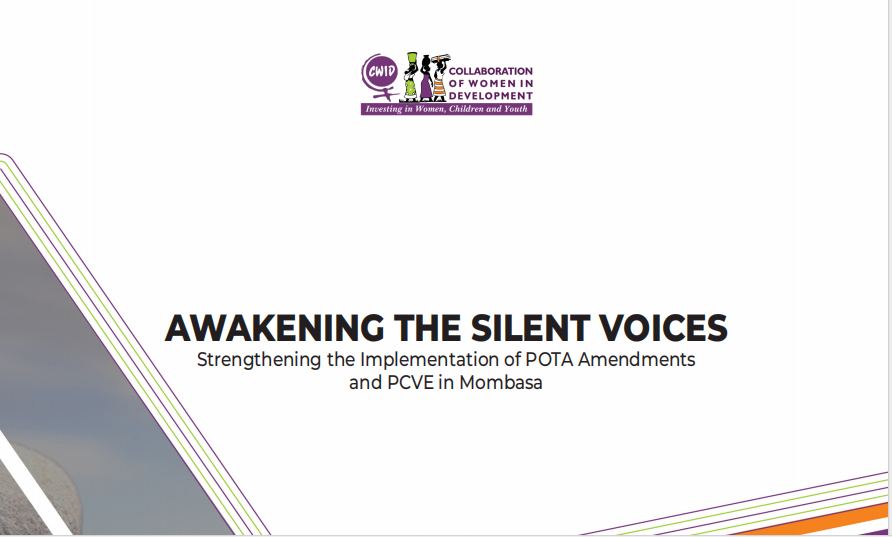 CWID
COLLABORATION
OF WOMEN IN
DEVELOPMENT
Investing in Women, Children and Youth
AWAKENING THE SILENT VOICES
Strengthening the Implementation of POTA Amendments
and PCVE in Mombasa